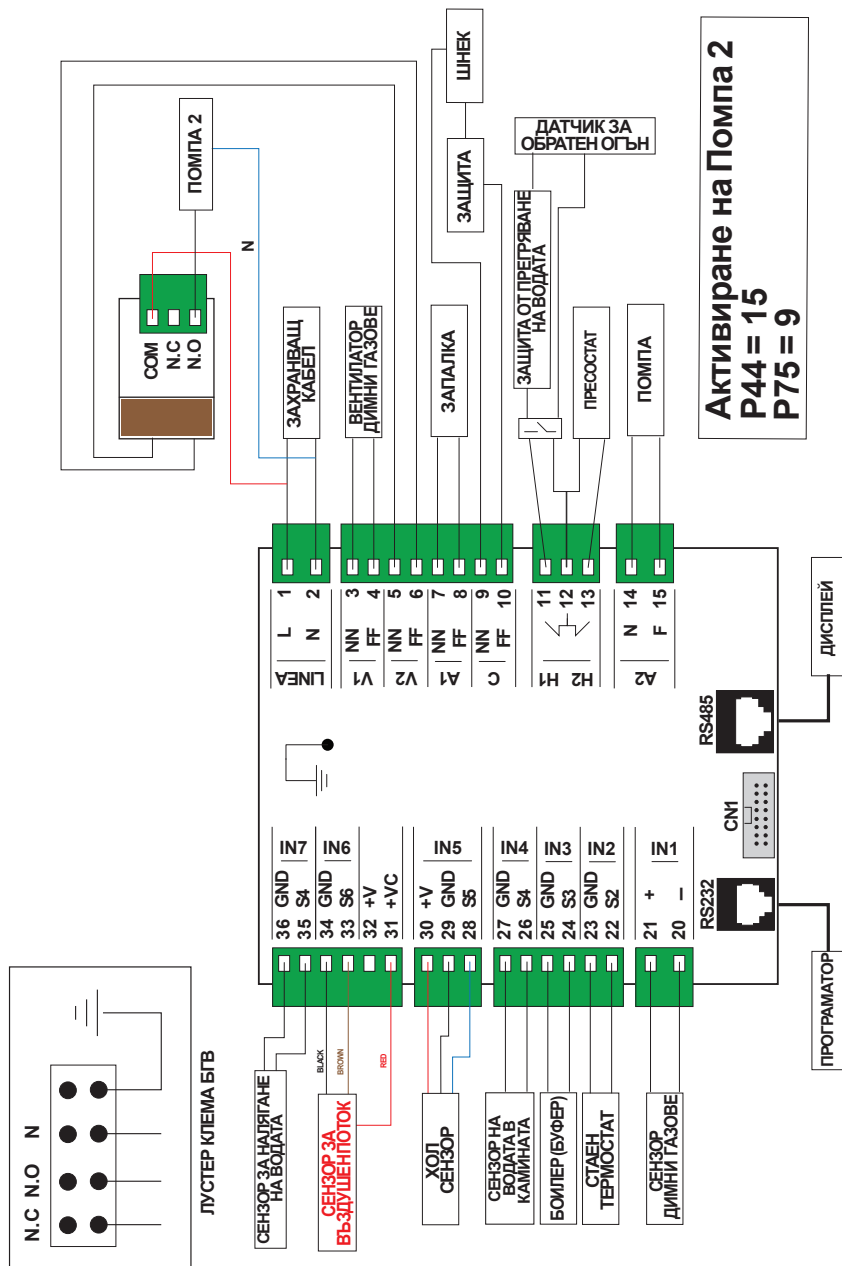 N.C N.O N
ЛУСТЕР КЛЕМА БГВ
СЕНЗОР ЗА НАЛЯГАНЕ
НА ВОДАТА
BLACK
BROWN
RED
СЕНЗОР ЗА
ВЪЗДУШЕН ПОТОК
ХОЛ
СЕНЗОР
СЕНЗОР НА
ВОДАТА В
КАМИНАТА
БОИЛЕР (БУФЕР)
СТАЕН
ТЕРМОСТАТ
СЕНЗОР
ДИМНИ ГАЗОВЕ
36 GND
35 S4
IN7
34 GND
33 S6
IN6
32 +V
31 +VC
30 +V
29 GND
28 S5
IN5
27 GND
26 S4
IN4
25 GND
24 S3
IN3
23 GND
22 S2
IN2
21 +
20 –
IN1
RS232
CN1
RS485
ПРОГРАМАТОР
ДИСПЛЕЙ
LINEA
L 1
N 2
V1
NN 3
FF 4
V2
NN 5
FF 6
A1
NN 7
FF 8
C
NN 9
FF 10
H1
H2
11
12
13
A2
N 14
F 15
COM
N.C
N.O
ПОМПА 2
N
ЗАХРАНВАЩ
КАБЕЛ
ВЕНТИЛАТОР
ДИМНИ ГАЗОВЕ
ЗАПАЛКА
ШНЕК
ЗАЩИТА
ДАТЧИК ЗА
ОБРАТЕН ОГЪН
ЗАЩИТА ОТ ПРЕГРЯВАНЕ
НА ВОДАТА
ПРЕСОСТАТ
ПОМПА
Активиране на Помпа 2
P44 = 15
P75 = 9